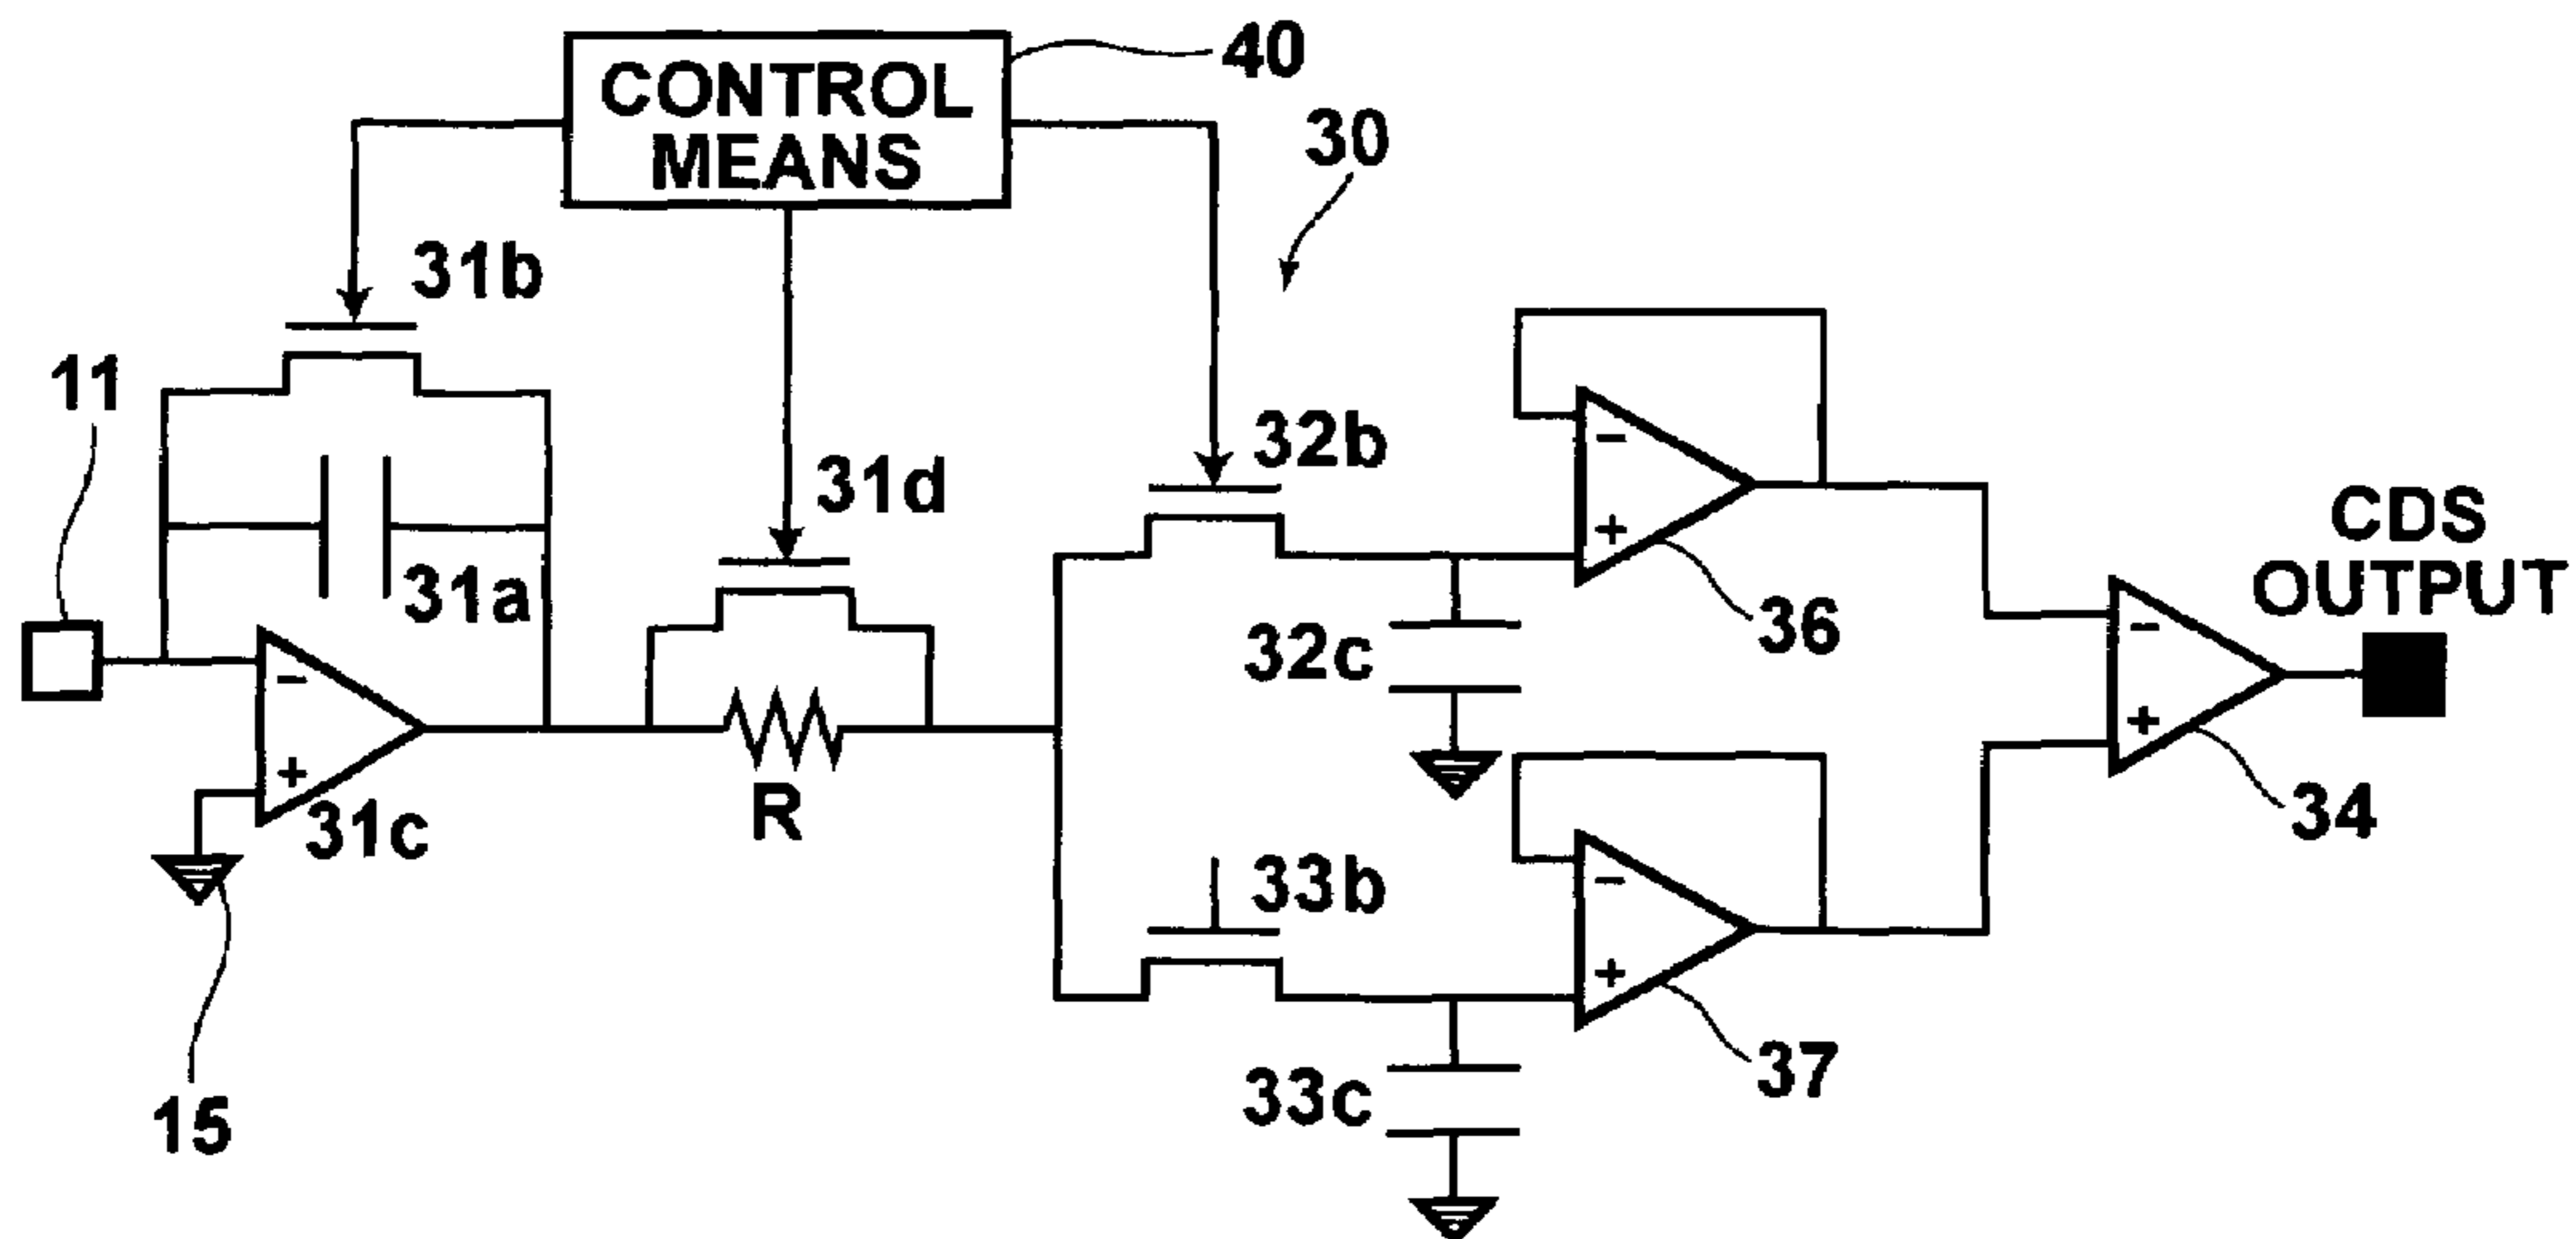 40
CONTROL
MEANS
30
31b
11
32b
31d
CDS
OUTPUT
31a
32c
36
−
+
−
+
−
+
−
+
31c
R
34
33b
33c
37
15